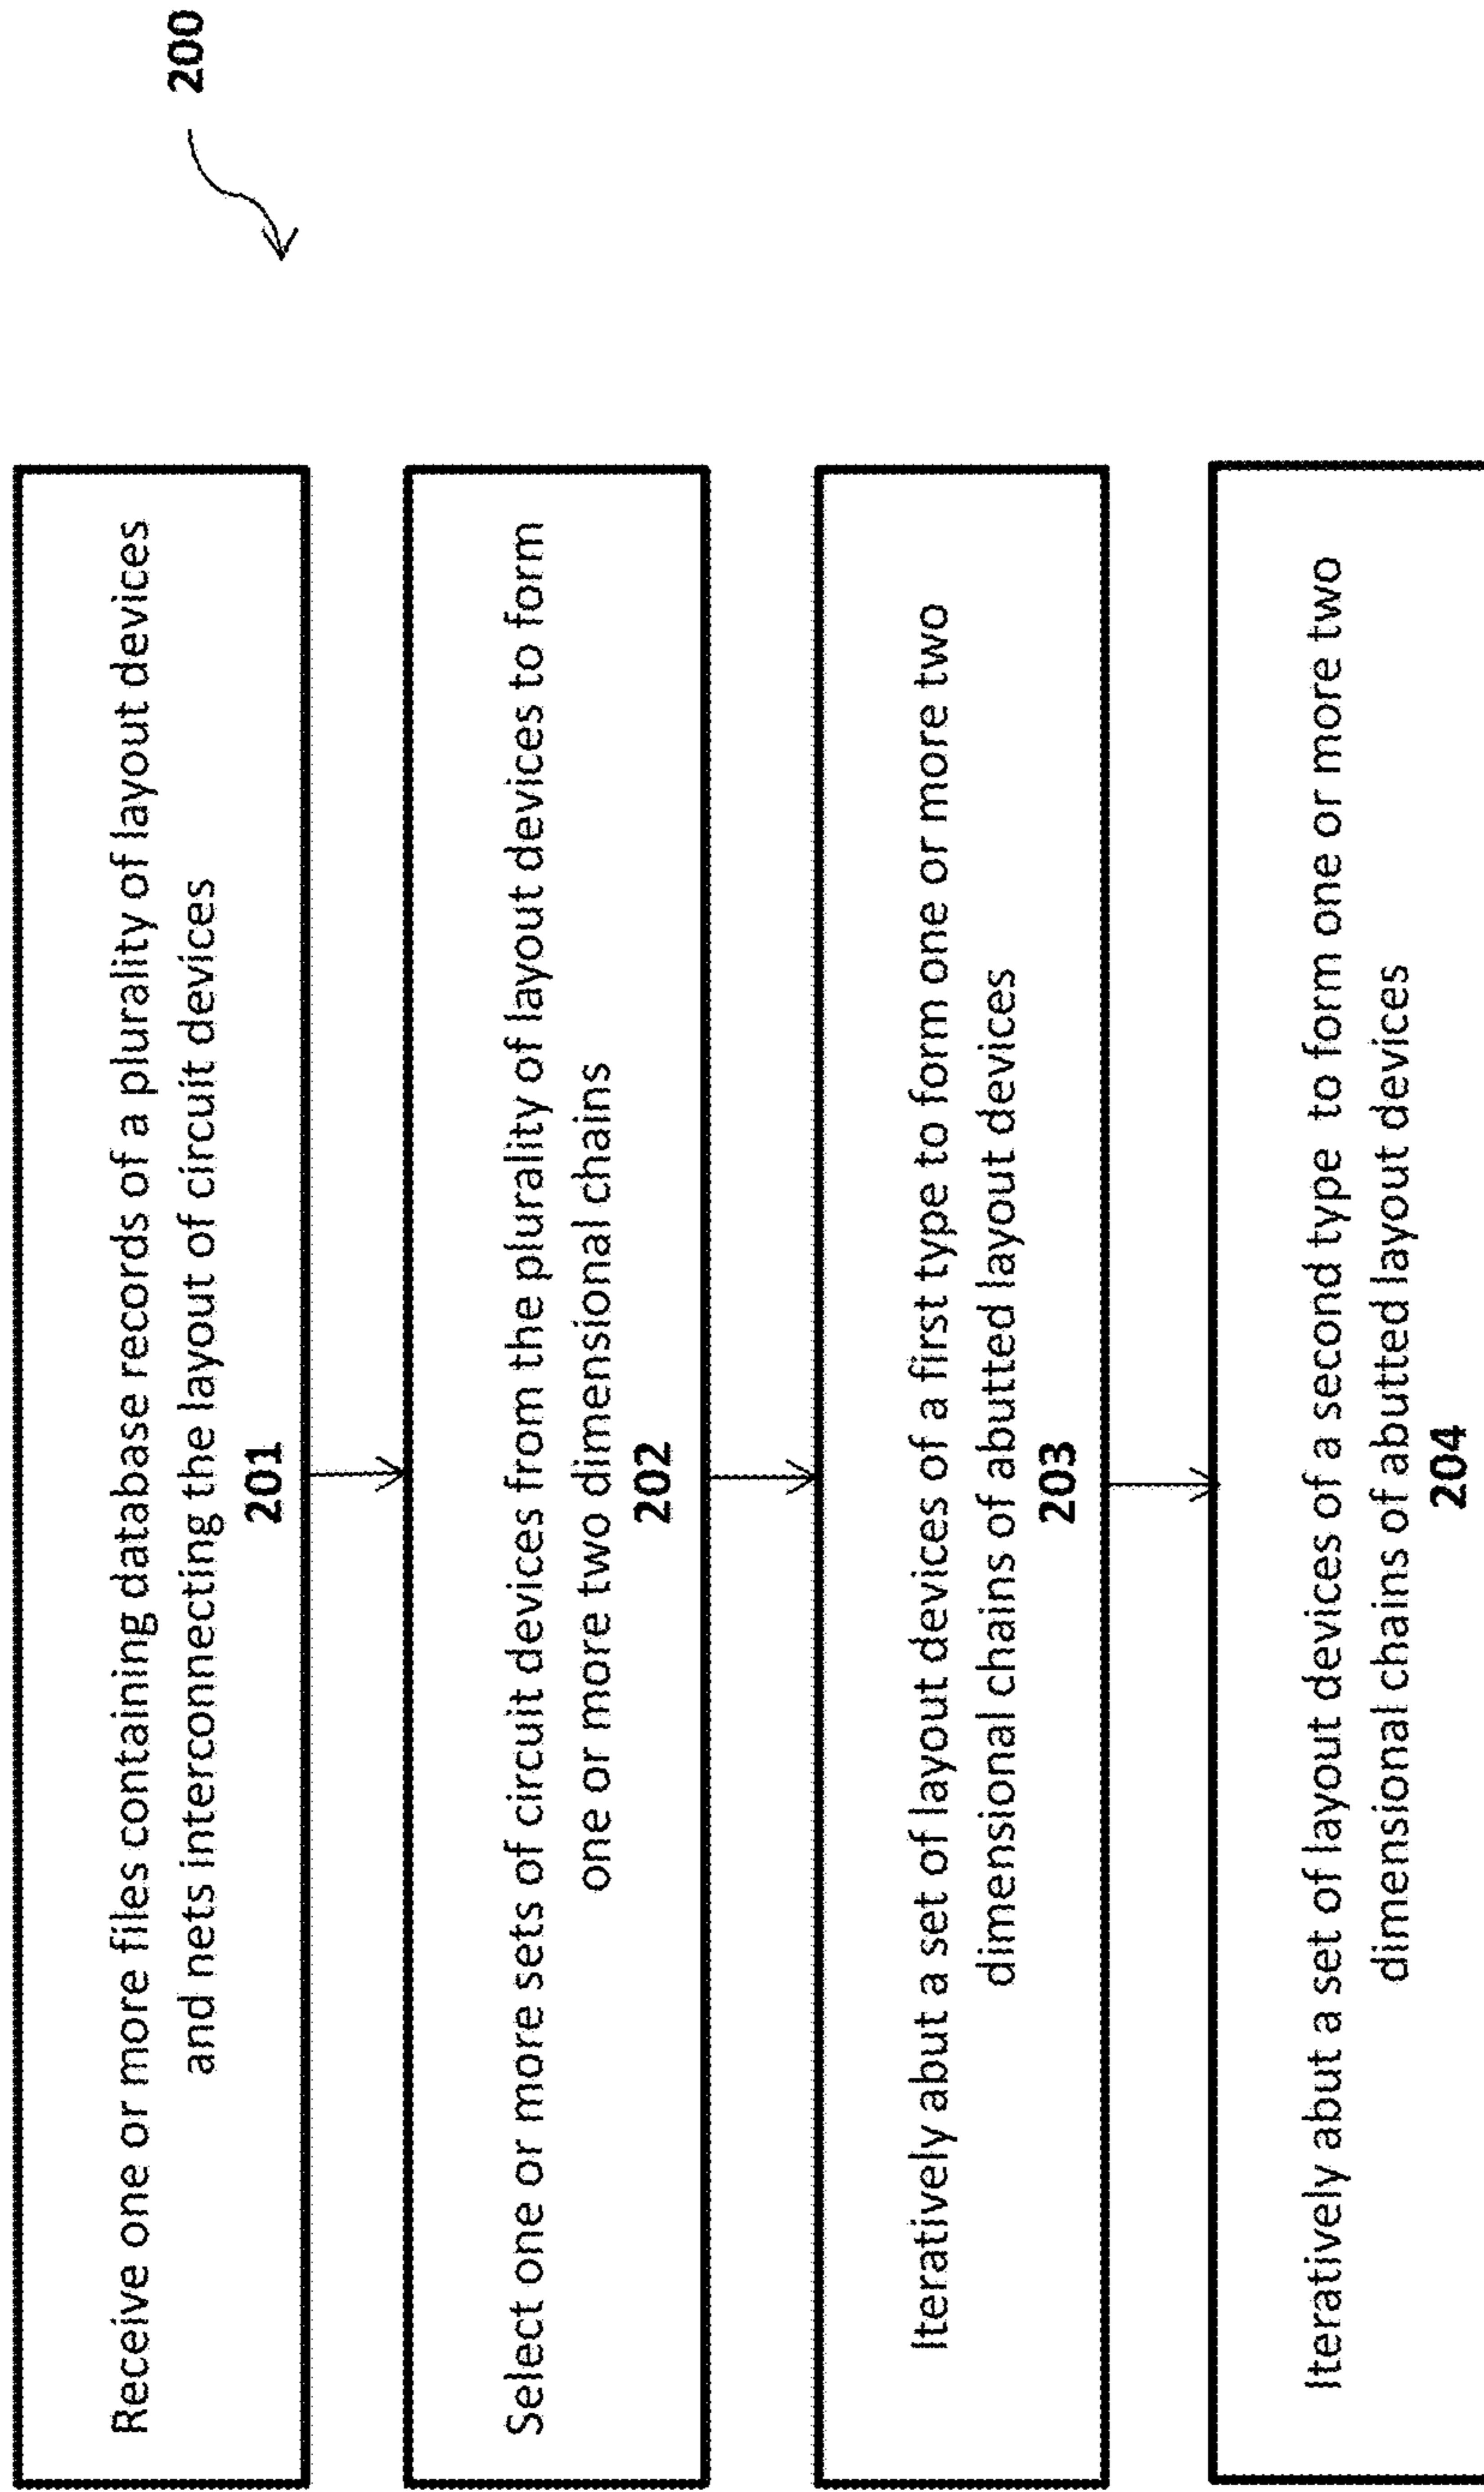 200
Receive one or more files containing database records of a plurality of layout devices
and nets interconnecting the layout of circuit devices
201
Select one or more sets of circuit devices from the plurality of layout devices to form
one or more two dimensional chains
202
Iteratively abut a set of layout devices of a first type to form one or more two
dimensional chains of abutted layout devices
203
Iteratively abut a set of layout devices of a second type to form one or more two
dimensional chains of abutted layout devices
204